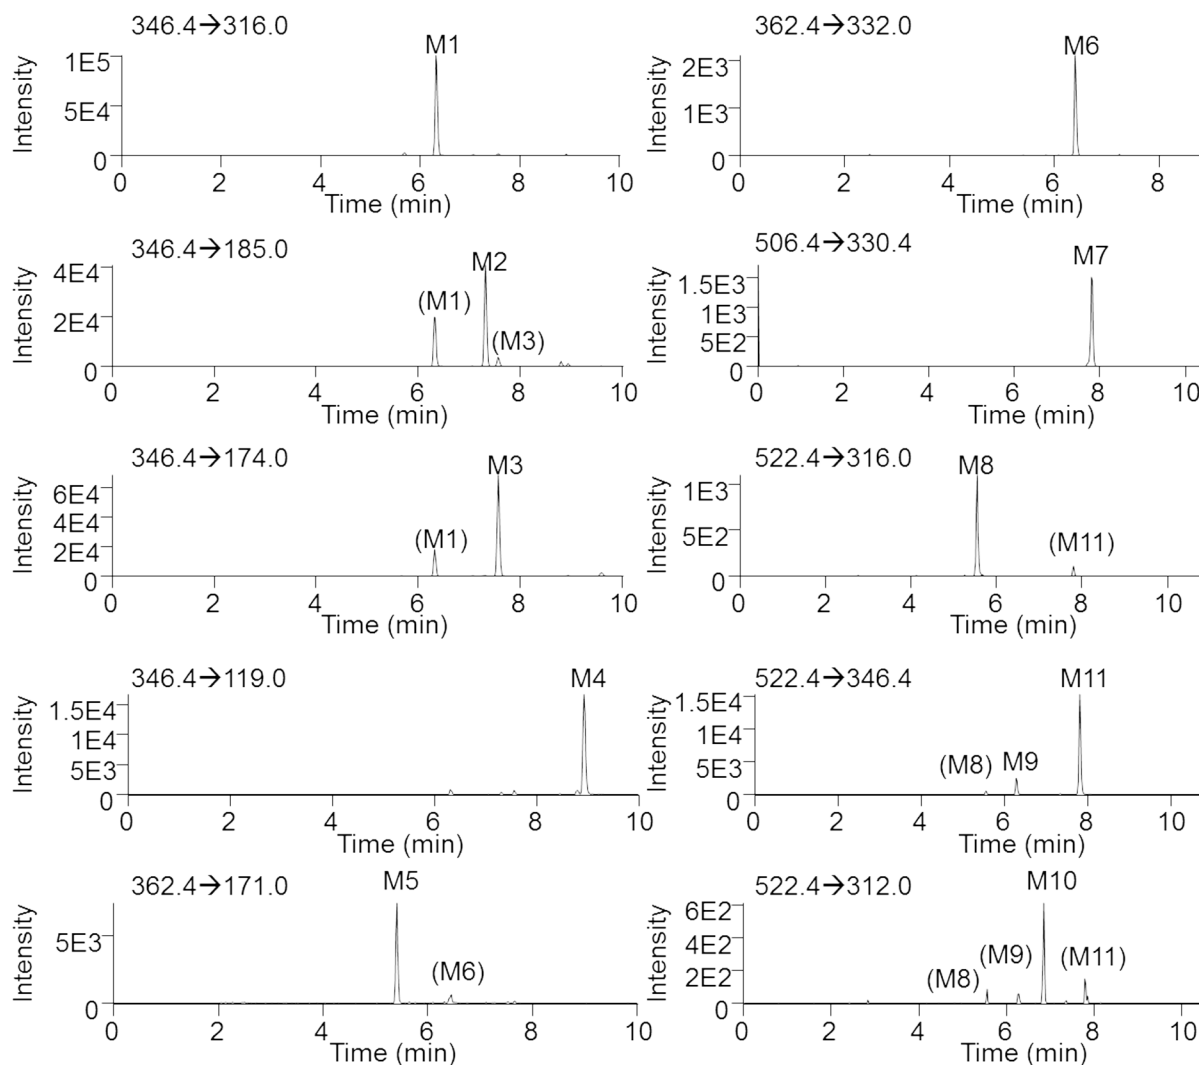 346.4→316.0
M1
Intensity
1E5
5E4
0
0 2 4 6 8 10
Time (min)
362.4→332.0
M6
Intensity
2E3
1E3
0
0 2 4 6 8
Time (min)
346.4→185.0
M2
(M1)
(M3)
Intensity
4E4
2E4
0
0 2 4 6 8 10
Time (min)
506.4→330.4
M7
Intensity
1.5E3
1E3
5E2
0
0 2 4 6 8 10
Time (min)
346.4→174.0
M3
(M1)
Intensity
6E4
4E4
2E4
0
0 2 4 6 8 10
Time (min)
522.4→316.0
M8
(M11)
Intensity
1E3
5E2
0
0 2 4 6 8 10
Time (min)
346.4→119.0
M4
Intensity
1.5E4
1E4
5E3
0
0 2 4 6 8 10
Time (min)
522.4→346.4
M11
(M8)
M9
Intensity
1.5E4
1E4
5E3
0
0 2 4 6 8 10
Time (min)
362.4→171.0
M5
(M6)
Intensity
5E3
0
0 2 4 6 8 10
Time (min)
522.4→312.0
M10
(M9)
(M8)
(M11)
Intensity
6E2
4E2
2E2
0
0 2 4 6 8 10
Time (min)